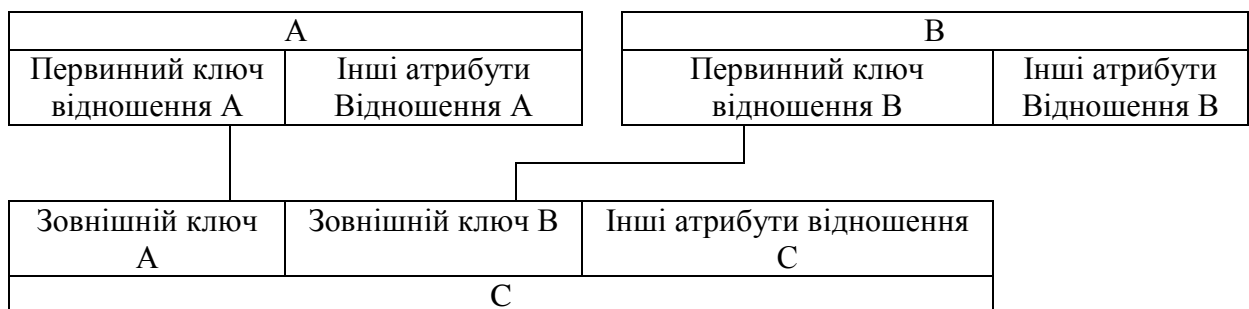 А
В
Первинний ключ
відношення А
Інші атрибути
Відношення А
Первинний ключ
відношення В
Інші атрибути
Відношення В
Зовнішній ключ
А
Зовнішній ключ В
Інші атрибути відношення
С
С